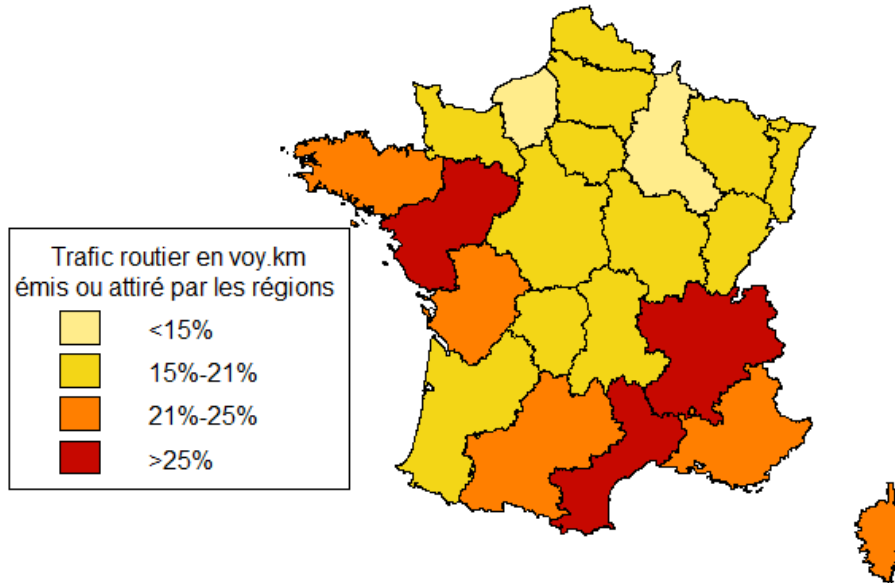 Trafic routier en voy.km
émis ou attiré par les régions
<15%
15%-21%
21%-25%
>25%